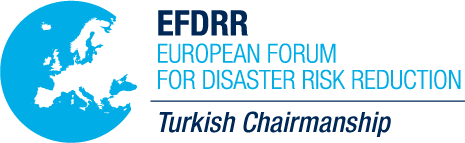 EFDRR
EUROPEAN FORUM
FOR DISASTER RISK REDUCTION
Turkish Chairmanship